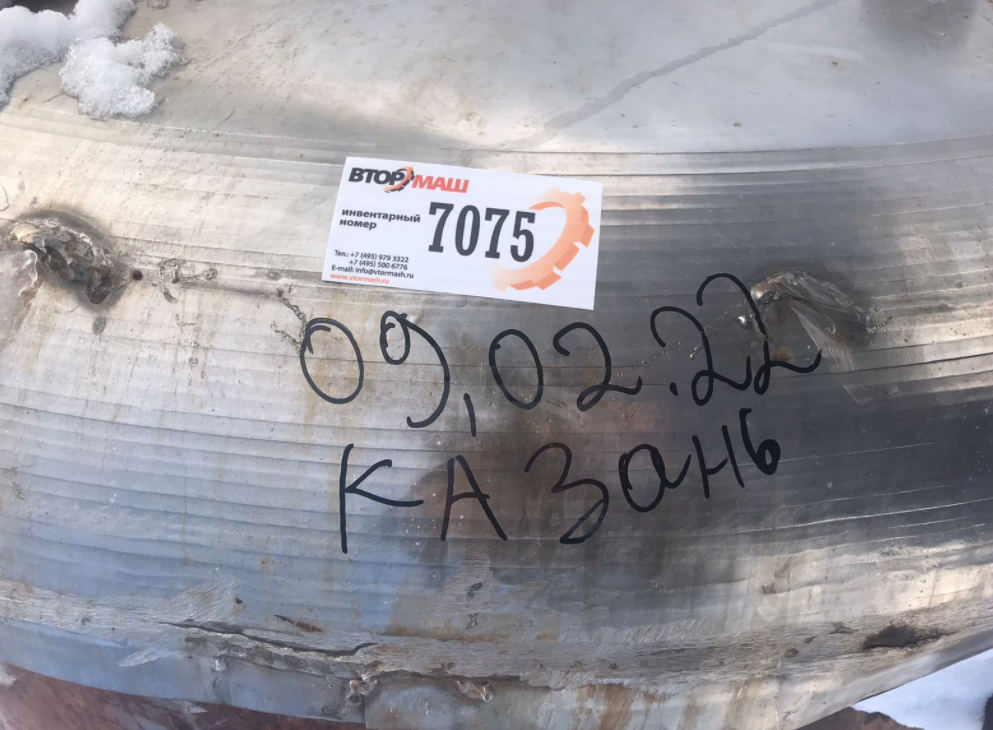 ВТОРМАШ
инвентарный
номер
7075
Тел.: +7 (495) 979 3322
+7 (495) 500 6776
E-mail: info@vtormash.ru
www.vtormash.ru
09,02.22
Казань